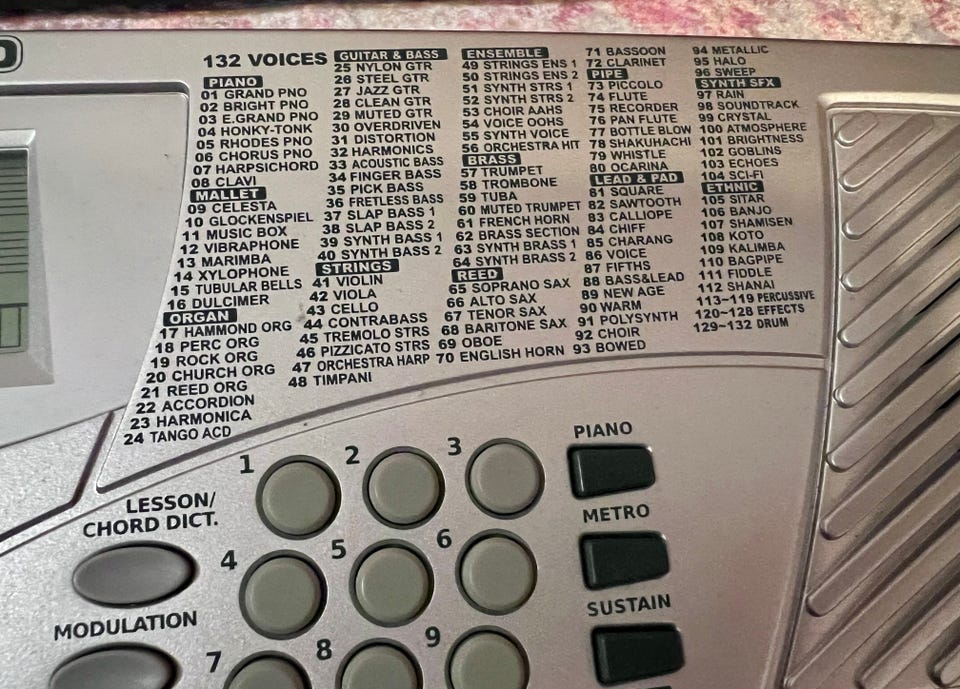 132 VOICES
PIANO
01 GRAND PNO
02 BRIGHT PNO
03 E.GRAND PNO
04 HONKY-TONK
05 RHODES PNO
06 CHORUS PNO
07 HARPSICHORD
08 CLAVI
MALLET
09 CELESTA
10 GLOCKENSPIEL
11 MUSIC BOX
12 VIBRAPHONE
13 MARIMBA
14 XYLOPHONE
15 TUBULAR BELLS
16 DULCIMER
ORGAN
17 HAMMOND ORG
18 PERC ORG
19 ROCK ORG
20 CHURCH ORG
21 REED ORG
22 ACCORDION
23 HARMONICA
24 TANGO ACD
GUITAR & BASS
25 NYLON GTR
26 STEEL GTR
27 JAZZ GTR
28 CLEAN GTR
29 MUTED GTR
30 OVERDRIVEN
31 DISTORTION
32 HARMONICS
33 ACOUSTIC BASS
34 FINGER BASS
35 PICK BASS
36 FRETLESS BASS
37 SLAP BASS 1
38 SLAP BASS 2
39 SYNTH BASS 1
40 SYNTH BASS 2
STRINGS
41 VIOLIN
42 VIOLA
43 CELLO
44 CONTRABASS
45 TREMOLO STRS
46 PIZZICATO STRS
47 ORCHESTRA HARP
48 TIMPANI
ENSEMBLE
49 STRINGS ENS 1
50 STRINGS ENS 2
51 SYNTH STRS 1
52 SYNTH STRS 2
53 CHOIR AAHS
54 VOICE OOHS
55 SYNTH VOICE
56 ORCHESTRA HIT
BRASS
57 TRUMPET
58 TROMBONE
59 TUBA
60 MUTED TRUMPET
61 FRENCH HORN
62 BRASS SECTION
63 SYNTH BRASS 1
64 SYNTH BRASS 2
REED
65 SOPRANO SAX
66 ALTO SAX
67 TENOR SAX
68 BARITONE SAX
69 OBOE
70 ENGLISH HORN
71 BASSOON
72 CLARINET
PIPE
73 PICCOLO
74 FLUTE
75 RECORDER
76 PAN FLUTE
77 BOTTLE BLOW
78 SHAKUHACHI
79 WHISTLE
80 OCARINA
LEAD & PAD
81 SQUARE
82 SAWTOOTH
83 CALLIOPE
84 CHIFF
85 CHARANG
86 VOICE
87 FIFTHS
88 BASS&LEAD
89 NEW AGE
90 WARM
91 POLYSYNTH
92 CHOIR
93 BOWED
94 METALLIC
95 HALO
96 SWEEP
SYNTH SFX
97 RAIN
98 SOUNDTRACK
99 CRYSTAL
100 ATMOSPHERE
101 BRIGHTNESS
102 GOBLINS
103 ECHOES
104 SCI-FI
ETHNIC
105 SITAR
106 BANJO
107 SHAMISEN
108 KOTO
109 KALIMBA
110 BAGPIPE
111 FIDDLE
112 SHANAI
113~119 PERCUSSIVE
120~128 EFFECTS
129~132 DRUM
LESSON/
CHORD DICT.
MODULATION
1 2 3
4 5 6
7 8 9
PIANO
METRO
SUSTAIN